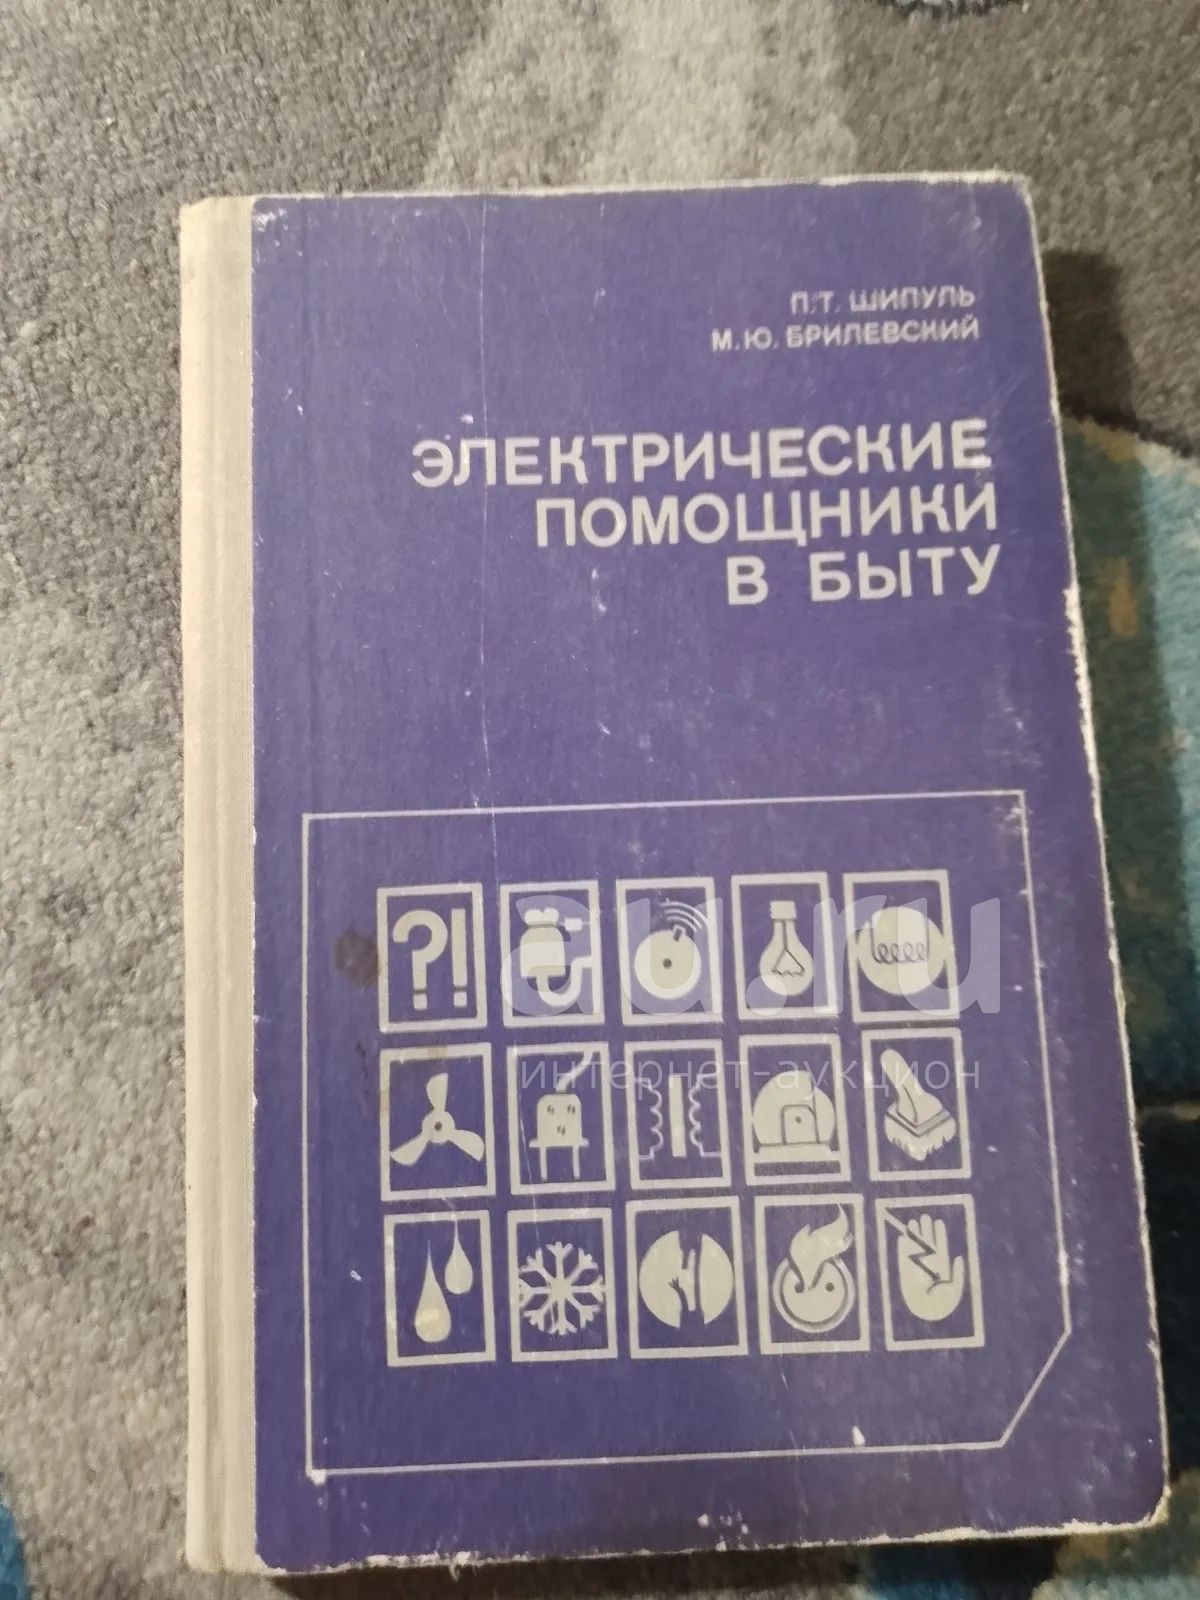 П.Т. ШИПУЛЬ
М.Ю. БРИЛЕВСКИЙ
ЭЛЕКТРИЧЕСКИЕ
ПОМОЩНИКИ
В БЫТУ
?!
au.ru
интернет-аукцион